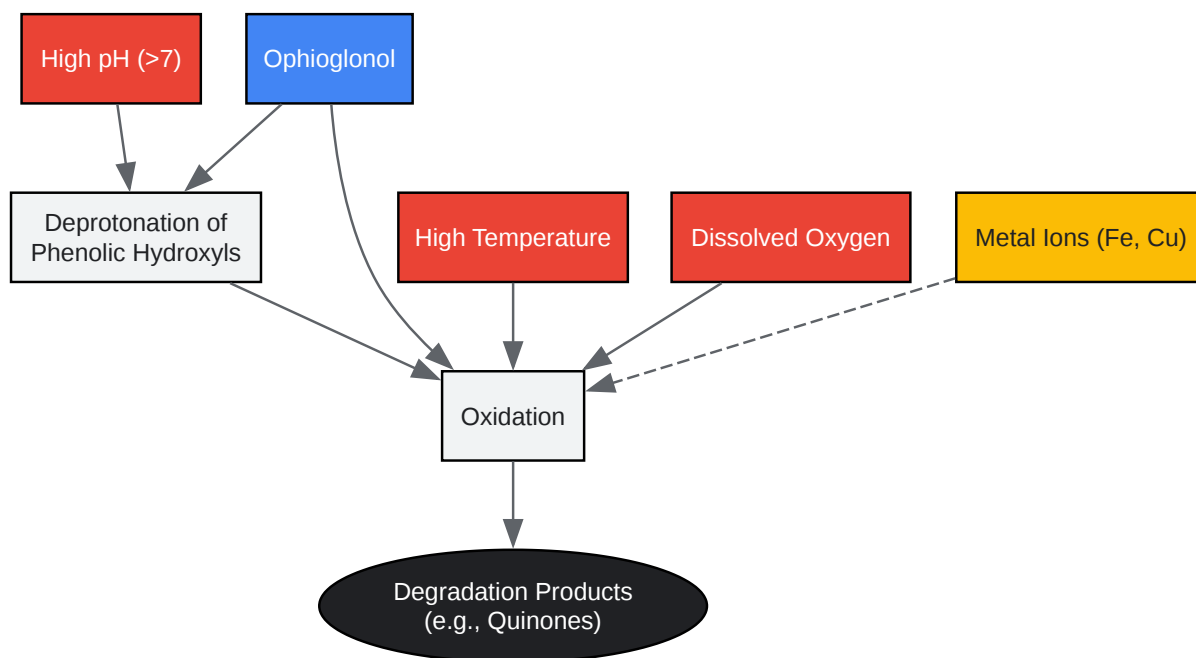 High pH (>7)
Ophioglonol
Deprotonation of
Phenolic Hydroxyls
High Temperature
Dissolved Oxygen
Metal Ions (Fe, Cu)
Oxidation
Degradation Products
(e.g., Quinones)